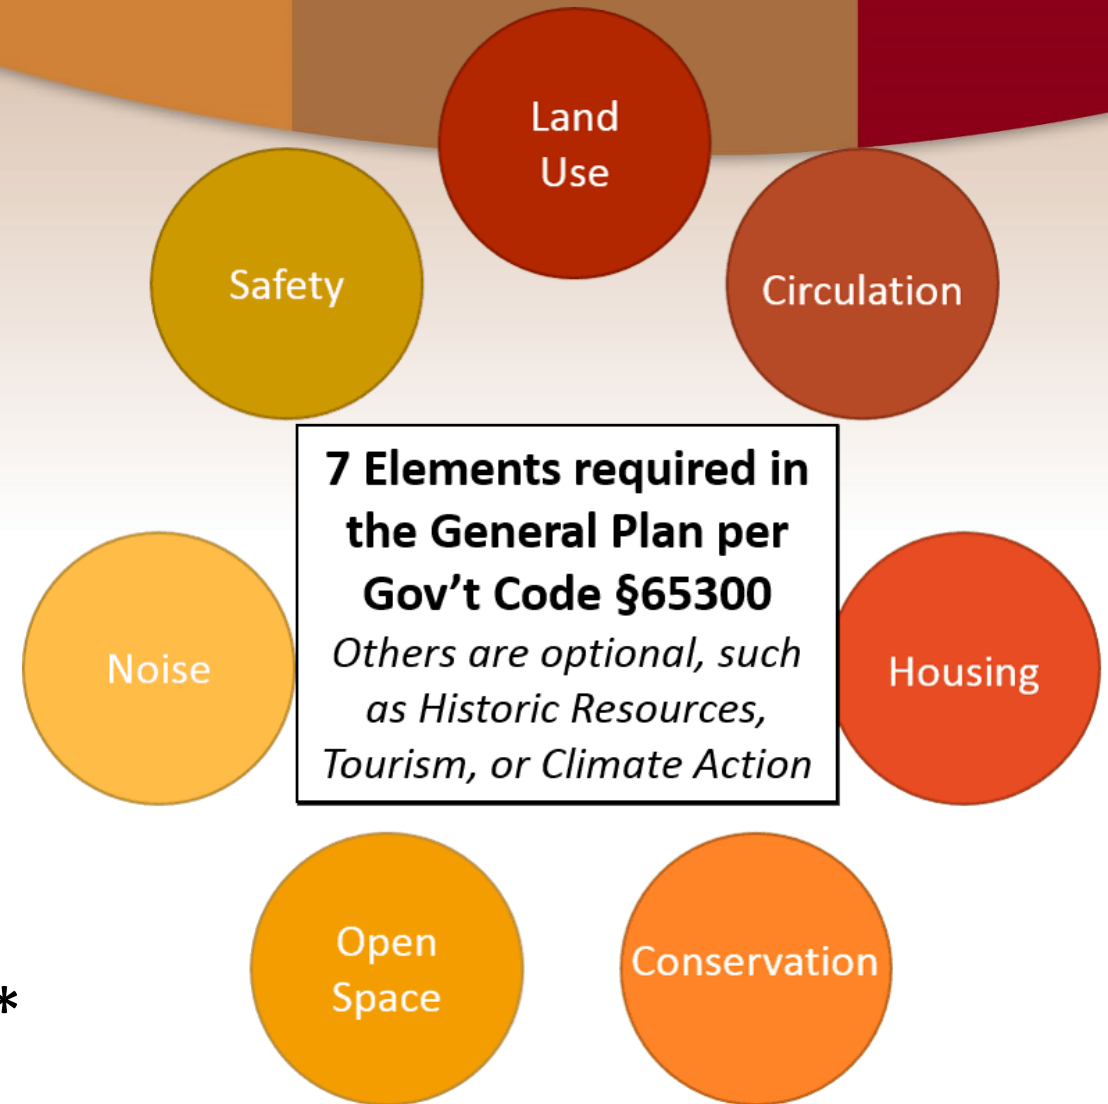 Land
Use
Safety
Circulation
7 Elements required in
the General Plan per
Gov’t Code §65300
Others are optional, such
as Historic Resources,
Tourism, or Climate Action
Noise
Housing
Open
Space
Conservation
*